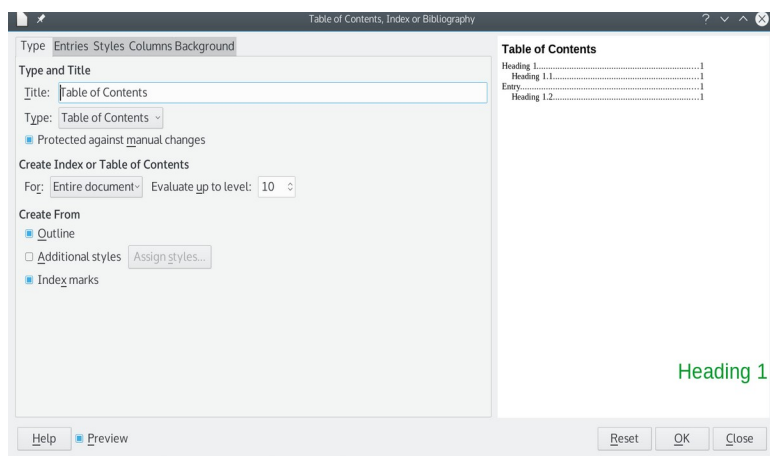 Table of Contents, Index or Bibliography
Type Entries Styles Columns Background
Type and Title
Title: Table of Contents
Type: Table of Contents
Protected against manual changes
Create Index or Table of Contents
For: Entire document Evaluate up to level: 10
Create From
Outline
Additional styles Assign styles...
Index marks
Table of Contents
Heading 1.......................................................1
Heading 1.1..................................................1
Entry............................................................1
Heading 1.2..................................................1
Heading 1
Help Preview Reset OK Close